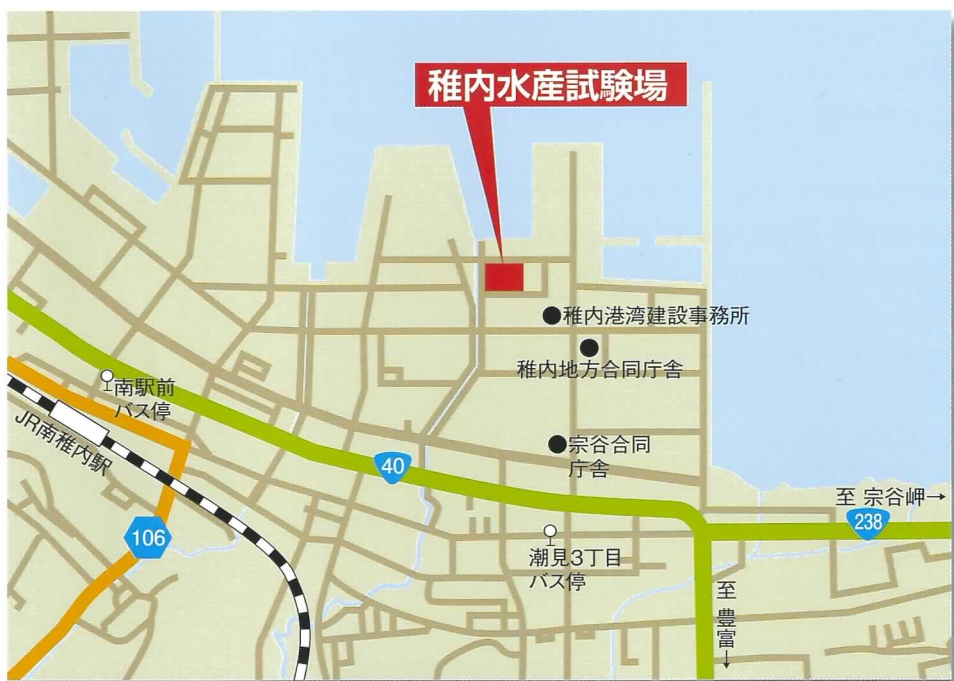 稚内水産試験場
稚内港湾建設事務所
稚内地方合同庁舎
南駅前
バス停
JR南稚内駅
宗谷合同
庁舎
40
至 宗谷岬→
238
106
潮見3丁目
バス停
至 豊富→